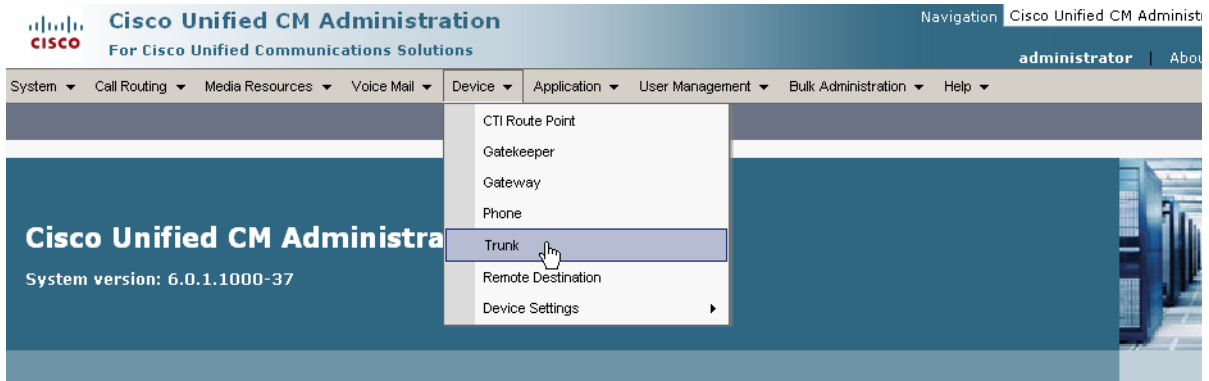 Cisco Unified CM Administration
Navigation Cisco Unified CM Administ
CISCO
For Cisco Unified Communications Solutions
administrator | Abou
System Call Routing Media Resources Voice Mail Device Application User Management Bulk Administration Help
CTI Route Point
Gatekeeper
Gateway
Phone
Cisco Unified CM Administra
Trunk
System version: 6.0.1.1000-37
Remote Destination
Device Settings